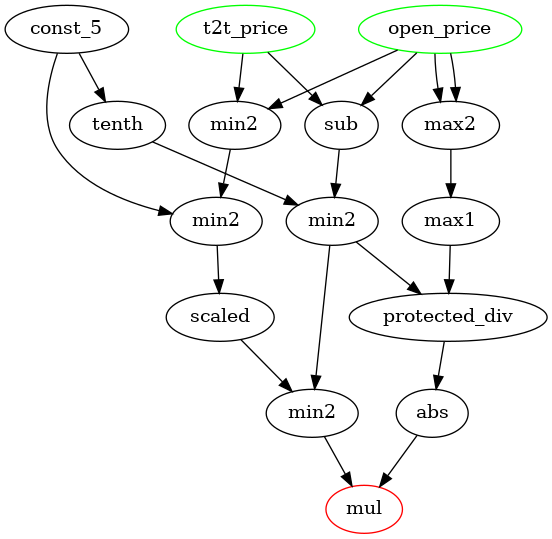 const_5
t2t_price
open_price
tenth
min2
sub
max2
min2
min2
max1
scaled
protected_div
min2
abs
mul